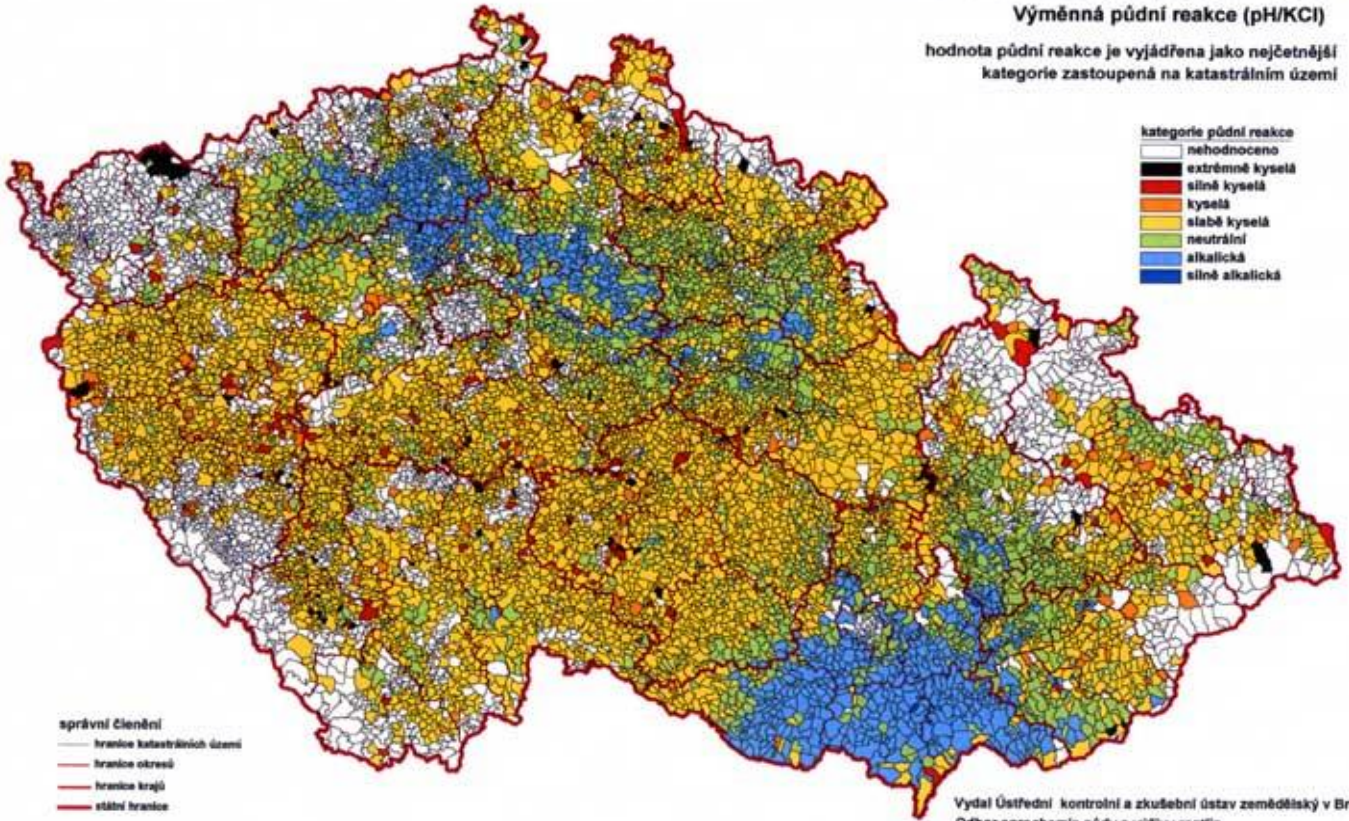 Výměnná půdní reakce (pH/KCl)
hodnota půdní reakce je vyjádřena jako nejčetnější
kategorie zastoupená na katastrálním území
kategorie půdní reakce
nehodnoceno
extrémně kyselá
silně kyselá
kyselá
slabě kyselá
neutrální
alkalická
silně alkalická
správní členění
hranice katastrálních území
hranice okresů
hranice krajů
státní hranice
Vydal Ústřední kontrolní a zkušební ústav zemědělský v Br